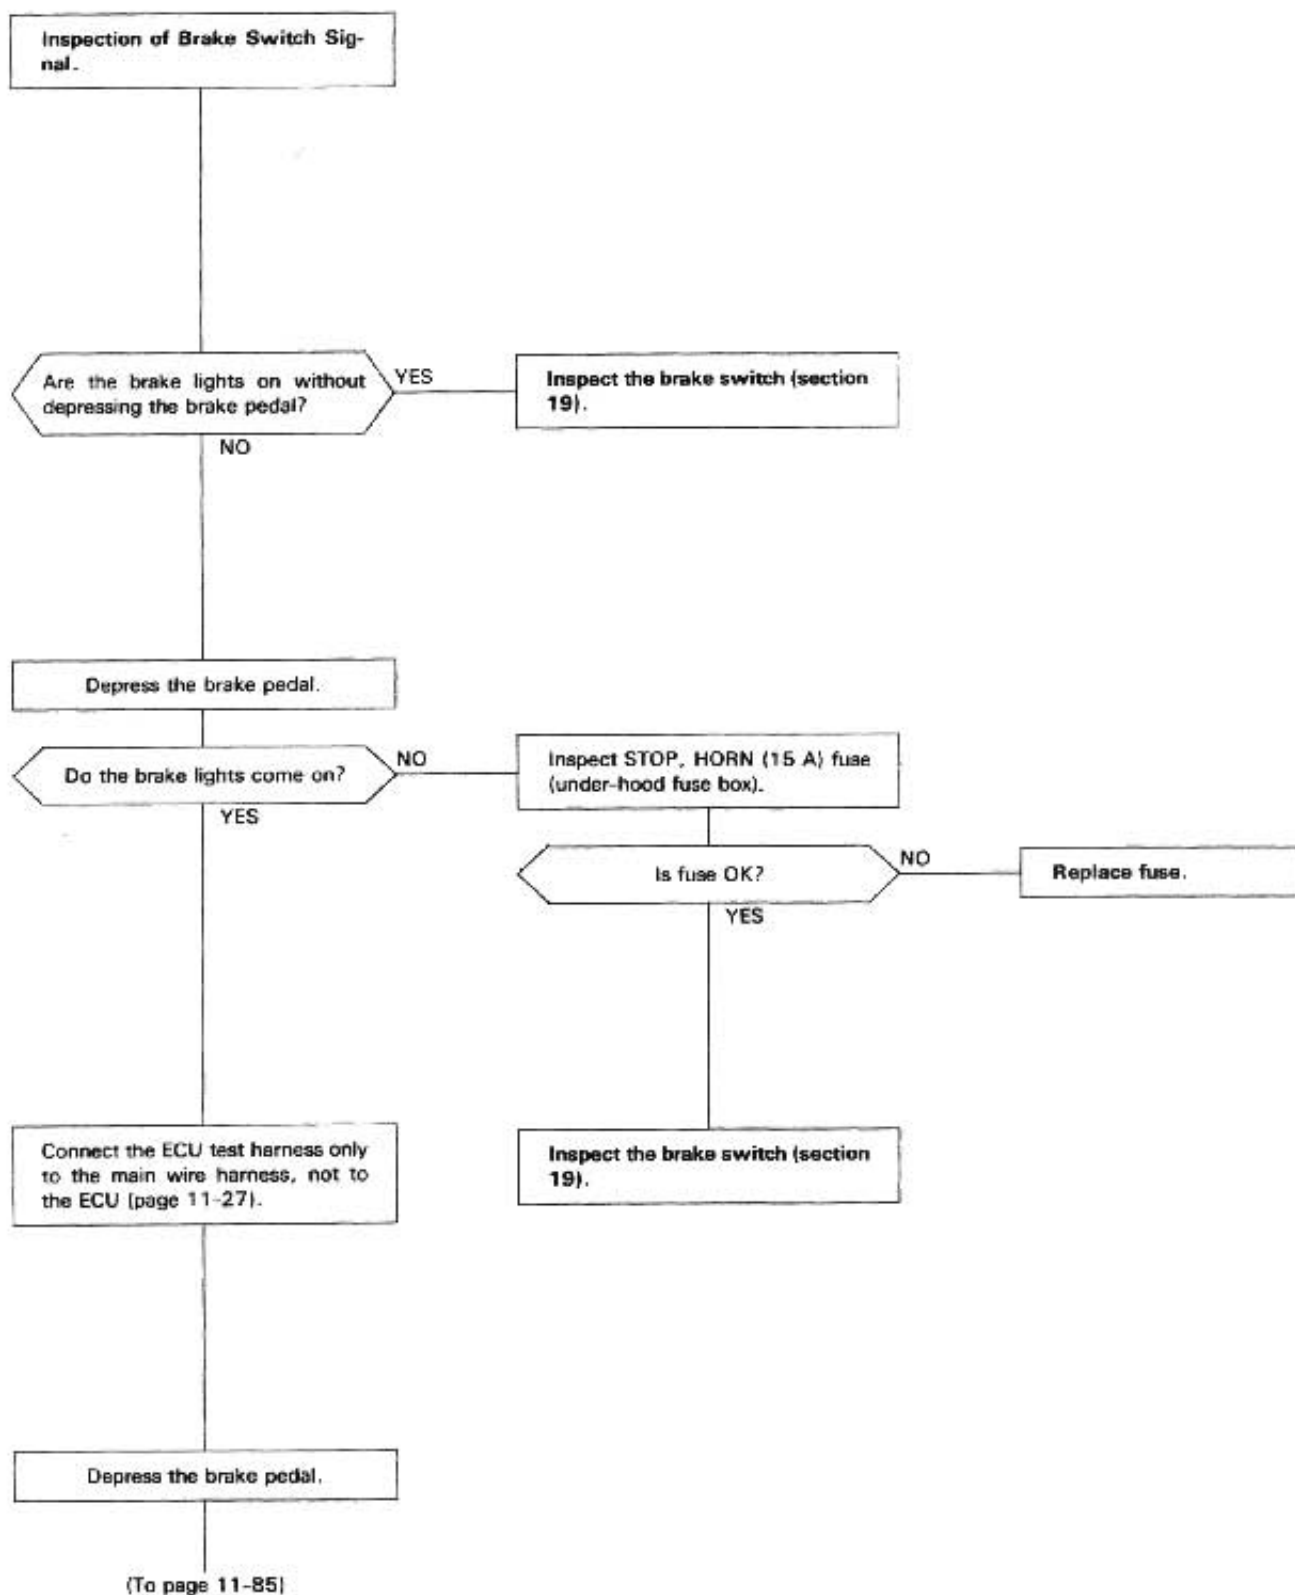 Inspection of Brake Switch Sig-
nal.
Are the brake lights on without
depressing the brake pedal?
YES
Inspect the brake switch (section
19).
NO
Depress the brake pedal.
Do the brake lights come on?
NO
Inspect STOP, HORN (15 A) fuse
(under-hood fuse box).
YES
Is fuse OK?
NO
Replace fuse.
YES
Connect the ECU test harness only
to the main wire harness, not to
the ECU (page 11-27).
Inspect the brake switch (section
19).
Depress the brake pedal.
(To page 11-85)